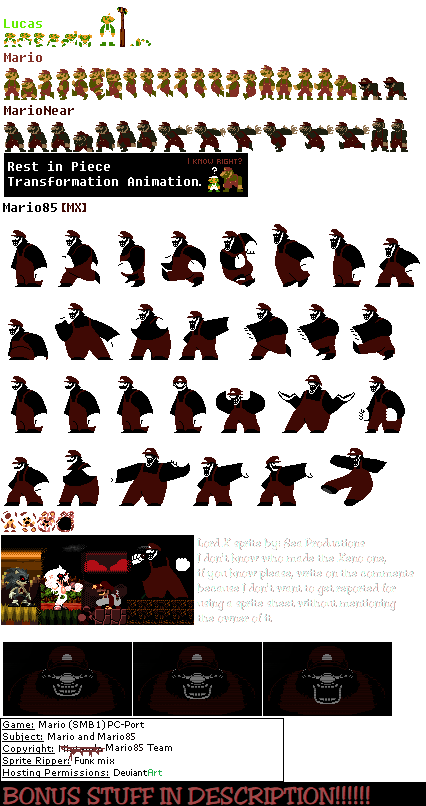 Lucas
Mario
MarioNear
I KNOW RIGHT?
?
Rest in Piece
Transformation Animation.
Mario85 [MX]
Lord X sprite by: Sec Productions
I don't know who made the Xeno one,
if you know please, write on the comments
because I don't want to get reported for
using a sprite sheet without mentioning
the owner of it.
Game: Mario (SMB1) PC-Port
Subject: Mario and Mario85
Copyright: Mario85 Team
Sprite Ripper: Funk mix
Hosting Permissions: DeviantArt
BONUS STUFF IN DESCRIPTION!!!!!!